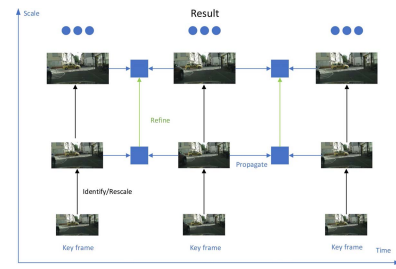 Scale
Result
Refine
Propagate
Identify/Rescale
Key frame
Key frame
Key frame
Time